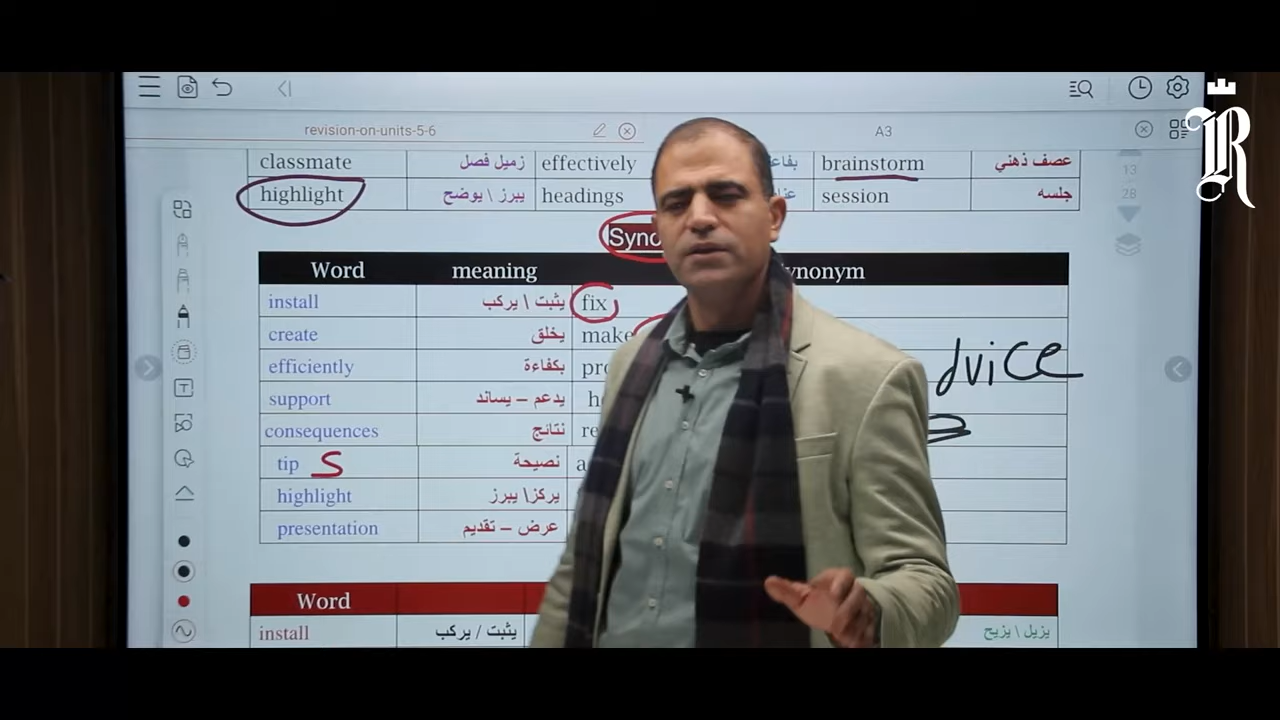 revision-on-units-5-6 A3
classmate زميل فصل effectively brainstorm عصف ذهني
13
highlight يبرز \ يوضح headings session جلسه
28
Word meaning
install يثبت \ يركب fix
create يخلق make
efficiently بكفاءة
support يدعم – يساند
consequences نتائج
tip s نصيحة
highlight يركز\ يبرز
presentation عرض – تقديم
Word
install يثبت / يركب يزيل \ يزيح
R